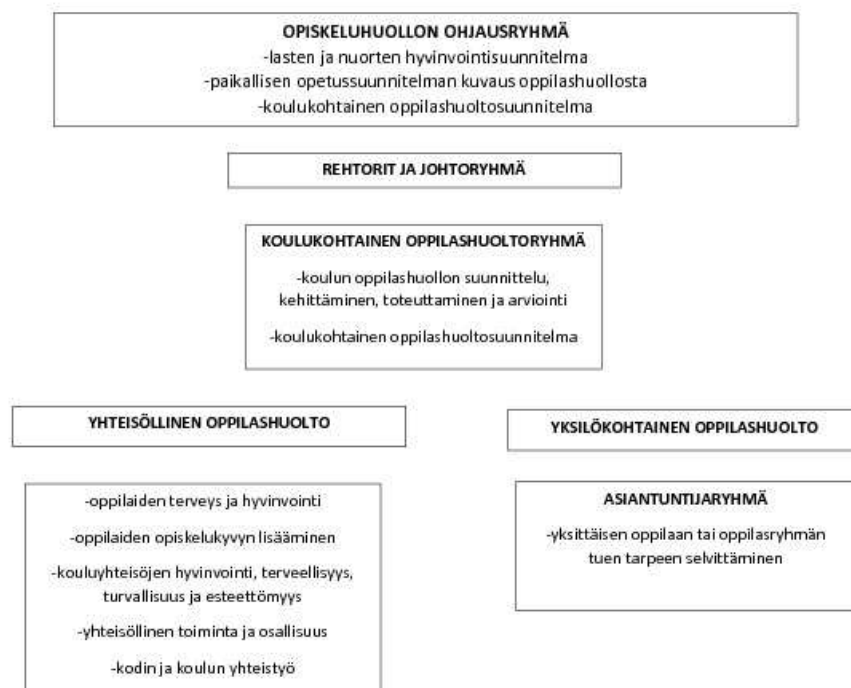 OPISKELUHUOLLON OHJAUSRYHMÄ
-lasten ja nuorten hyvinvointisuunnitelma
-paikallisen opetussuunnitelman kuvaus oppilashuollosta
-koulukohtainen oppilashuoltosuunnitelma
REHTORIT JA JOHTORYHMÄ
KOULUKOHTAINEN OPPILASHUOLTORYHMÄ
-koulun oppilashuollon suunnittelu,
kehittäminen, toteuttaminen ja arviointi
-koulukohtainen oppilashuoltosuunnitelma
YHTEISÖLLINEN OPPILASHUOLTO
-oppilaiden terveys ja hyvinvointi
-oppilaiden opiskelukyvyn lisääminen
-kouluyhteisöjen hyvinvointi, terveellisyys,
turvallisuus ja esteettömyys
-yhteisöllinen toiminta ja osallisuus
-kodin ja koulun yhteistyö
YKSILÖKOHTAINEN OPPILASHUOLTO
ASIANTUNTIJARYHMÄ
-yksittäisen oppilaan tai oppilasryhmän
tuen tarpeen selvittäminen